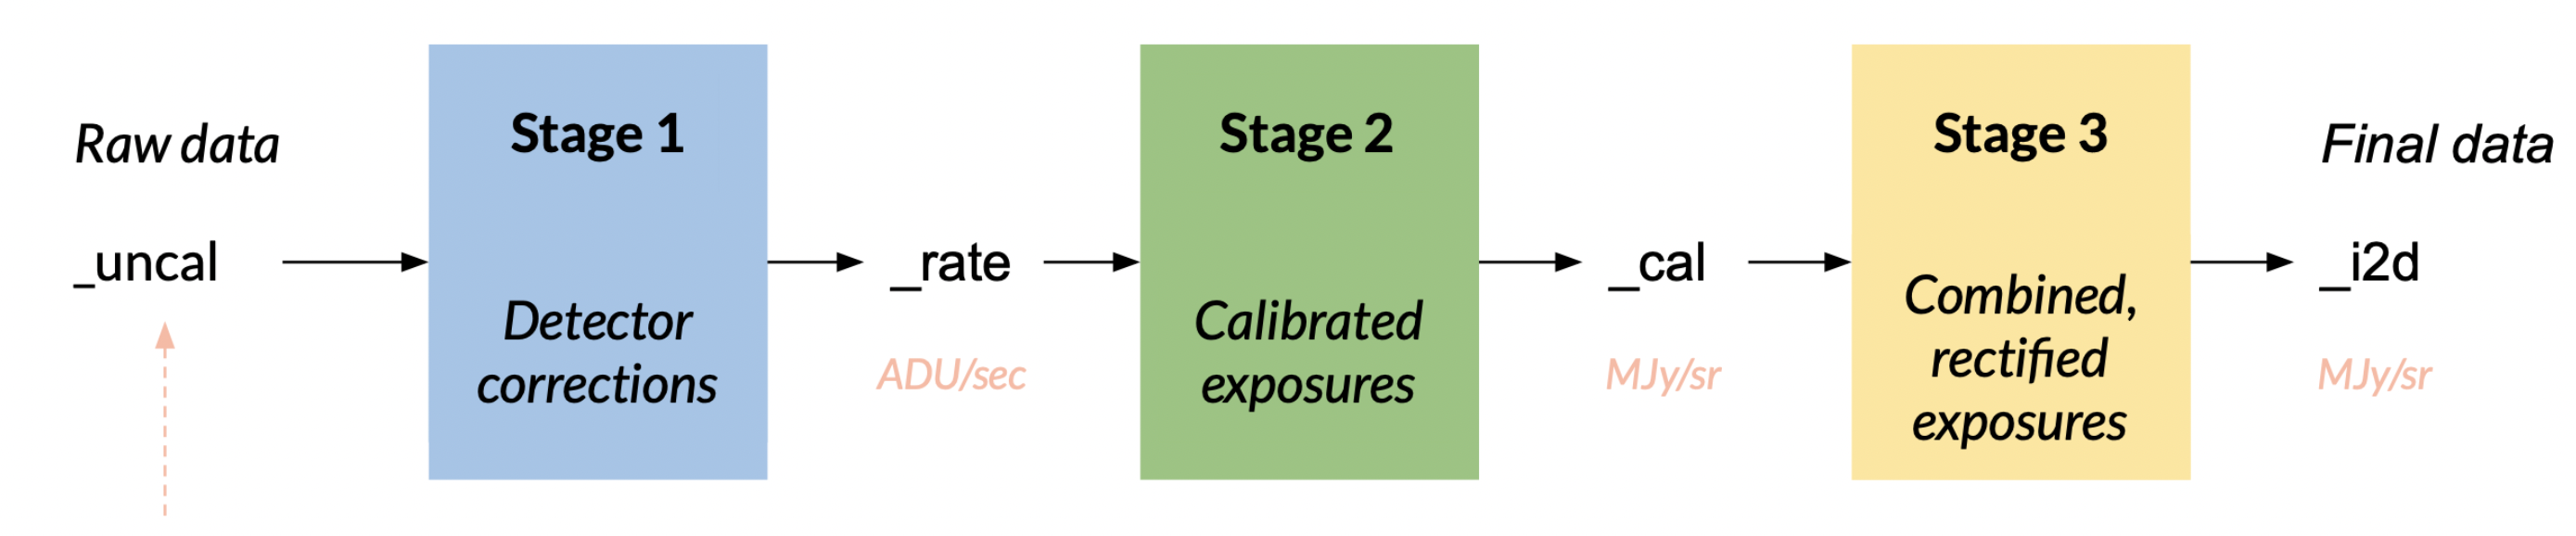 Raw data
_uncal
Stage 1
Detector
corrections
_rate
ADU/sec
Stage 2
Calibrated
exposures
_cal
MJy/sr
Stage 3
Combined,
rectified
exposures
Final data
_i2d
MJy/sr